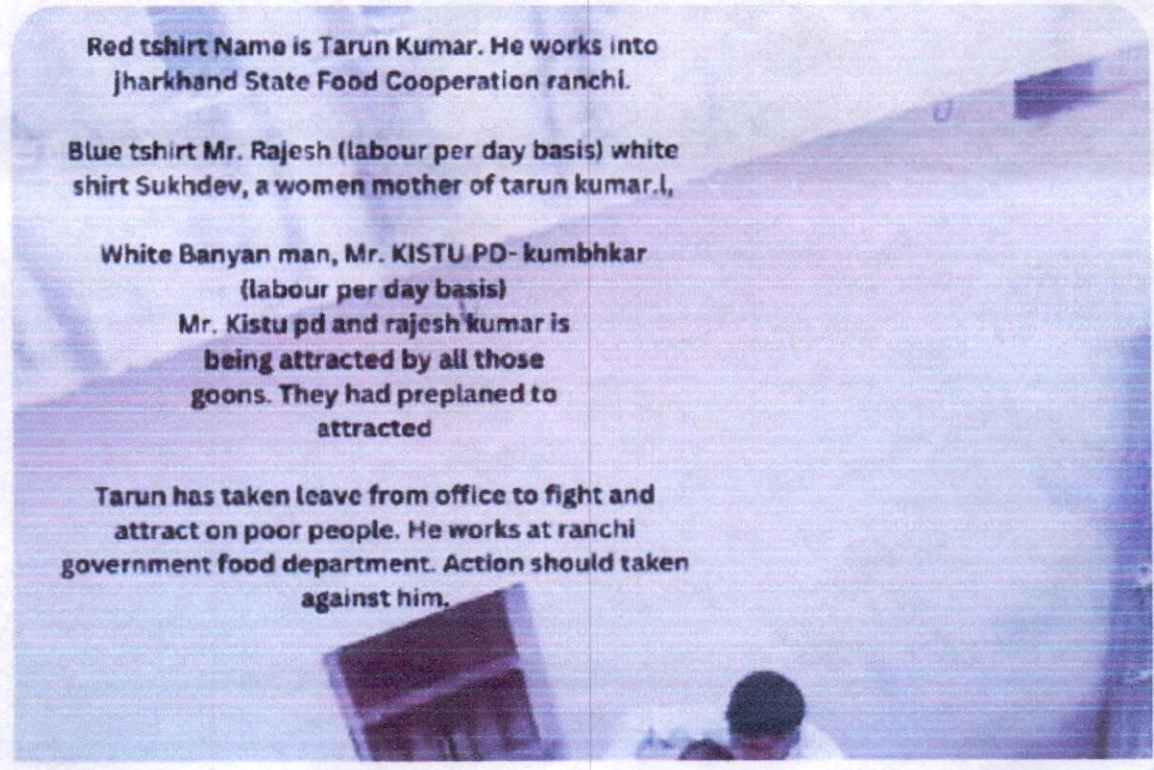 Red tshirt Name is Tarun Kumar. He works into
jharkhand State Food Cooperation ranchi.
Blue tshirt Mr. Rajesh (labour per day basis) white
shirt Sukhdev, a women mother of tarun kumar.l,
White Banyan man, Mr. KISTU PD- kumbhkar
(labour per day basis)
Mr. Kistu pd and rajesh kumar is
being attracted by all those
goons. They had preplaned to
attracted
Tarun has taken leave from office to fight and
attract on poor people. He works at ranchi
government food department. Action should taken
against him.